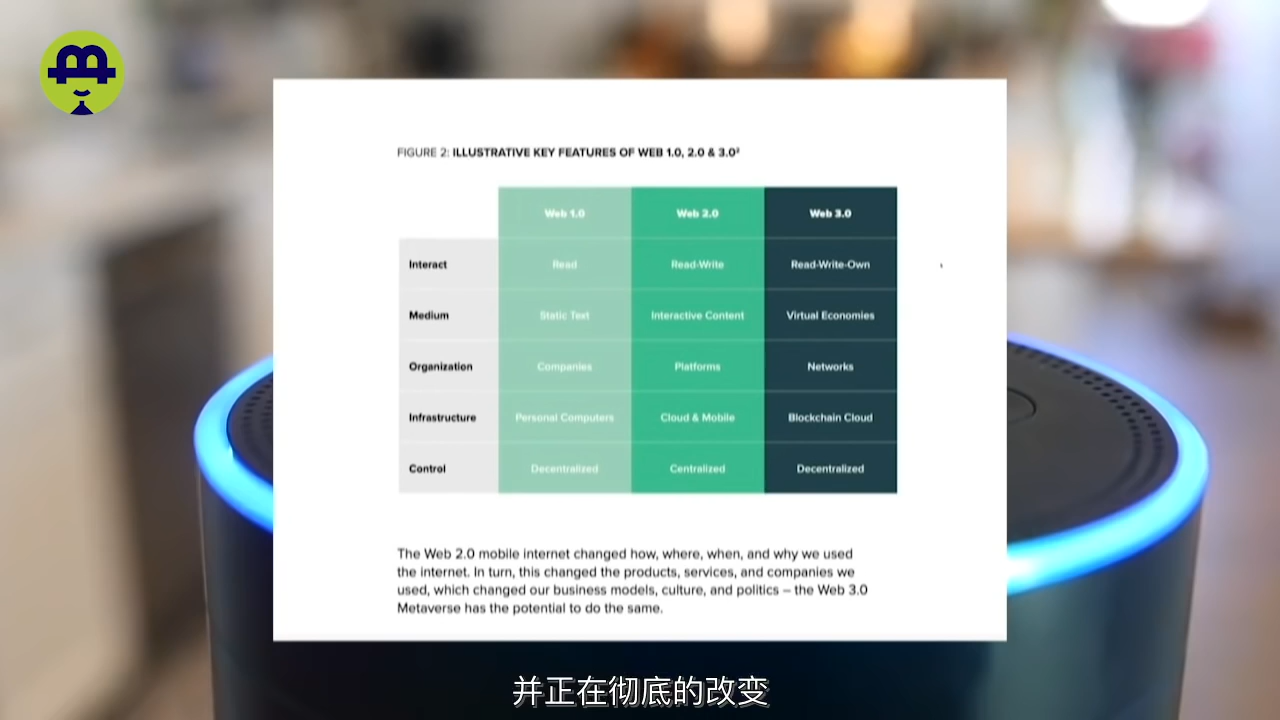 FIGURE 2: ILLUSTRATIVE KEY FEATURES OF WEB 1.0, 2.0 & 3.0²
Web 1.0 Web 2.0 Web 3.0
Interact Read Read-Write Read-Write-Own
Medium Static Text Interactive Content Virtual Economies
Organization Companies Platforms Networks
Infrastructure Personal Computers Cloud & Mobile Blockchain Cloud
Control Decentralized Centralized Decentralized
The Web 2.0 mobile internet changed how, where, when, and why we used
the internet. In turn, this changed the products, services, and companies we
used, which changed our business models, culture, and politics – the Web 3.0
Metaverse has the potential to do the same.
并正在彻底的改变